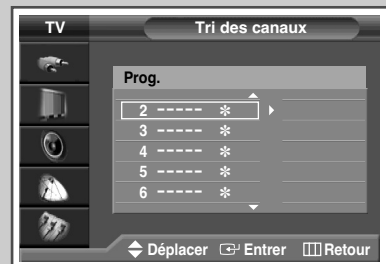 TV Tri des canaux
Prog.
2 ----- ✻
3 ----- ✻
4 ----- ✻
5 ----- ✻
6 ----- ✻
Déplacer Entrer Retour